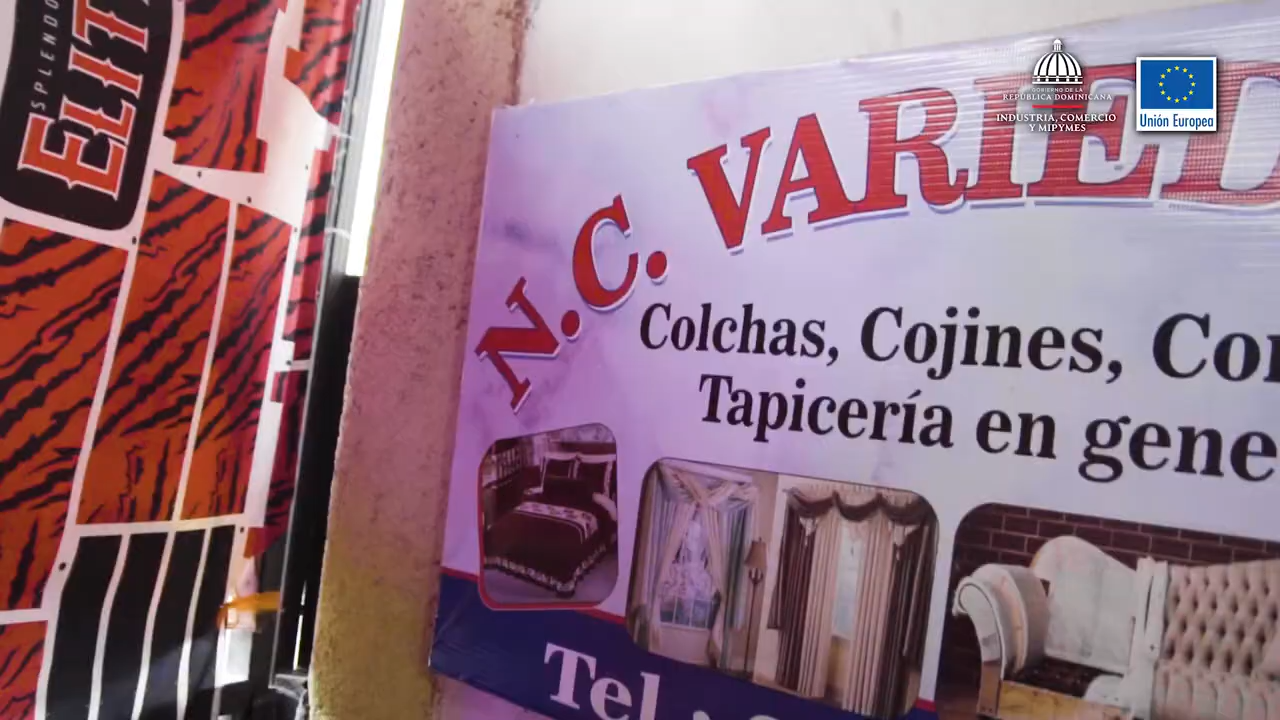 ESPLENDO
ELIT
GOBIERNO DE LA
REPÚBLICA DOMINICANA
INDUSTRIA, COMERCIO
Y MIPYMES
Unión Europea
N.C. VARIED
Colchas, Cojines, Cor
Tapicería en gene
Tel.: